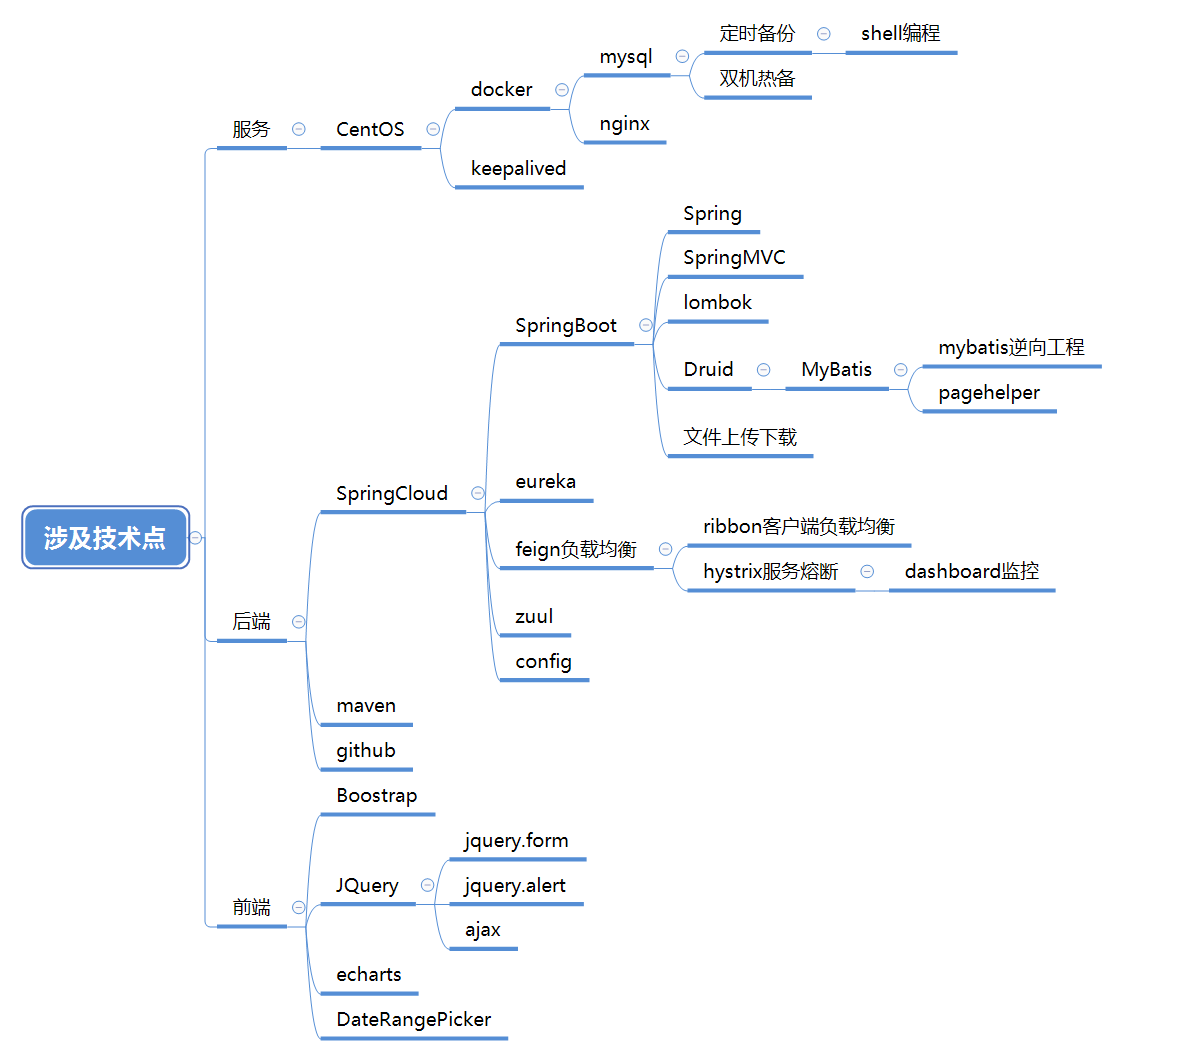 定时备份
shell编程
mysql
双机热备
docker
nginx
服务
CentOS
keepalived
Spring
SpringMVC
lombok
SpringBoot
mybatis逆向工程
Druid
MyBatis
pagehelper
文件上传下载
eureka
SpringCloud
ribbon客户端负载均衡
feign负载均衡
hystrix服务熔断
dashboard监控
涉及技术点
zuul
后端
config
maven
github
Boostrap
jquery.form
JQuery
jquery.alert
前端
ajax
echarts
DateRangePicker